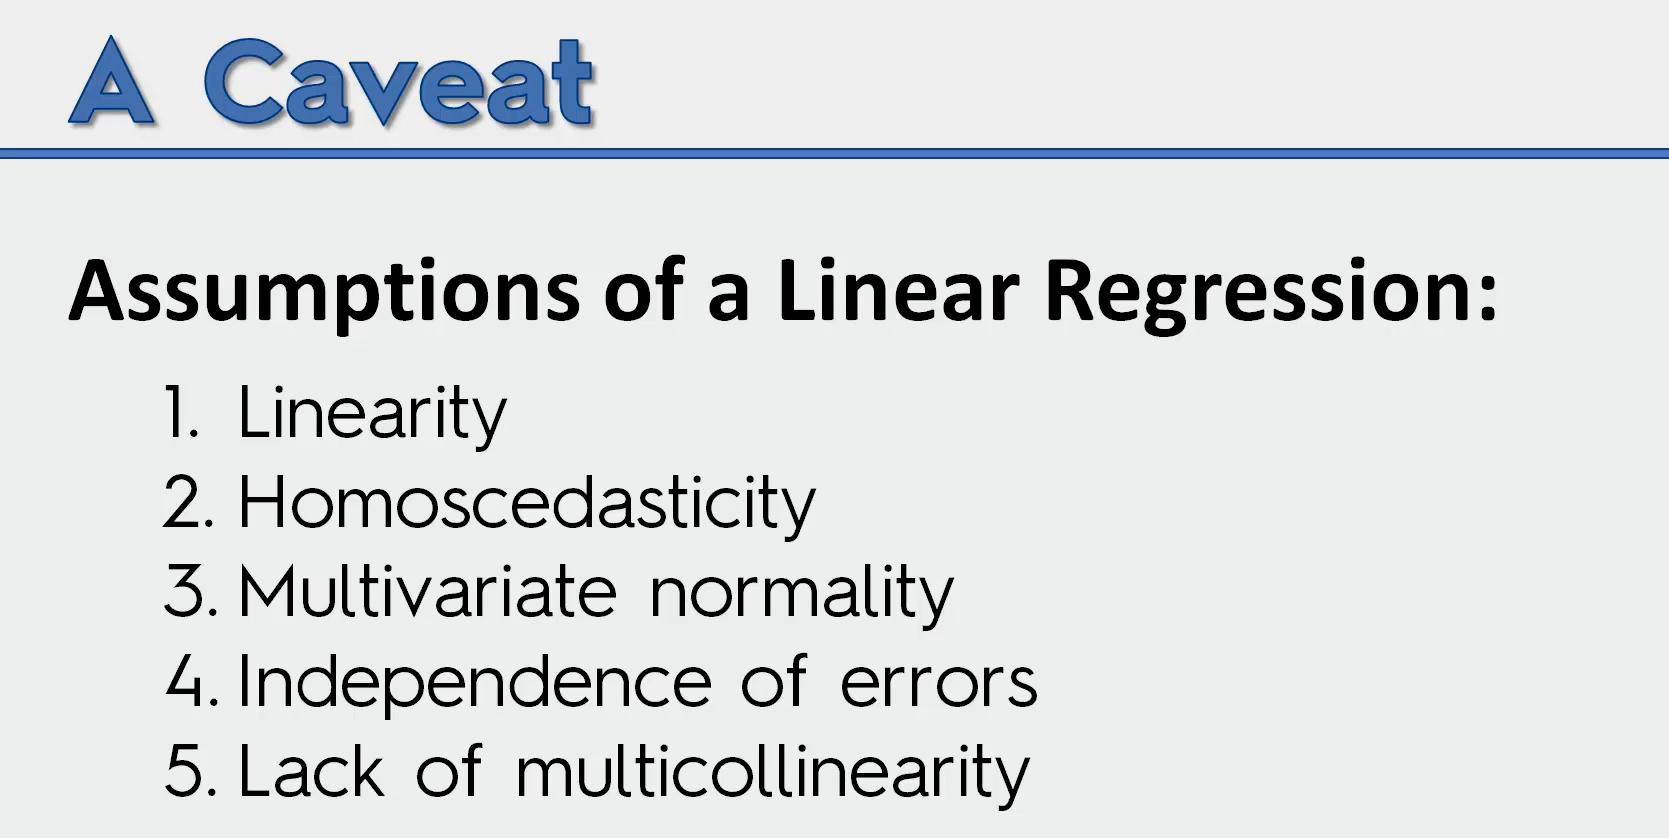 A Caveat
Assumptions of a Linear Regression:
1. Linearity
2. Homoscedasticity
3. Multivariate normality
4. Independence of errors
5. Lack of multicollinearity